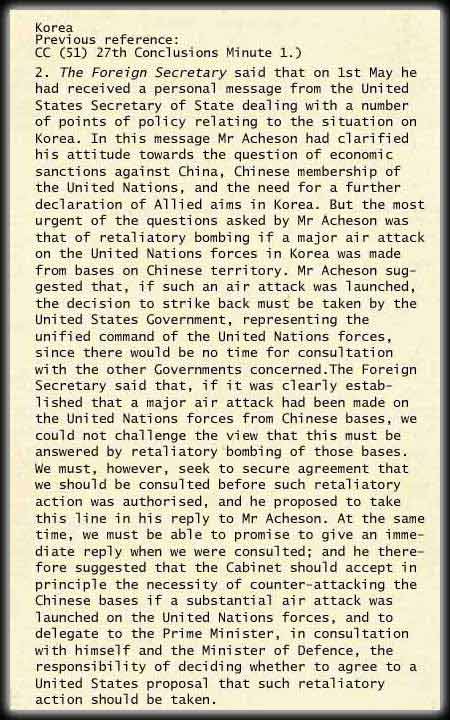 Korea
Previous reference:
CC (51) 27th Conclusions Minute 1.)
2. The Foreign Secretary said that on 1st May he
had received a personal message from the United
States Secretary of State dealing with a number
of points of policy relating to the situation on
Korea. In this message Mr Acheson had clarified
his attitude towards the question of economic
sanctions against China, Chinese membership of
the United Nations, and the need for a further
declaration of Allied aims in Korea. But the most
urgent of the questions asked by Mr Acheson was
that of retaliatory bombing if a major air attack
on the United Nations forces in Korea was made
from bases on Chinese territory. Mr Acheson sug-
gested that, if such an air attack was launched,
the decision to strike back must be taken by the
United States Government, representing the
unified command of the United Nations forces,
since there would be no time for consultation
with the other Governments concerned.The Foreign
Secretary said that, if it was clearly estab-
lished that a major air attack had been made on
the United Nations forces from Chinese bases, we
could not challenge the view that this must be
answered by retaliatory bombing of those bases.
We must, however, seek to secure agreement that
we should be consulted before such retaliatory
action was authorised, and he proposed to take
this line in his reply to Mr Acheson. At the same
time, we must be able to promise to give an imme-
diate reply when we were consulted; and he there-
fore suggested that the Cabinet should accept in
principle the necessity of counter-attacking the
Chinese bases if a substantial air attack was
launched on the United Nations forces, and to
delegate to the Prime Minister, in consultation
with himself and the Minister of Defence, the
responsibility of deciding whether to agree to a
United States proposal that such retaliatory
action should be taken.